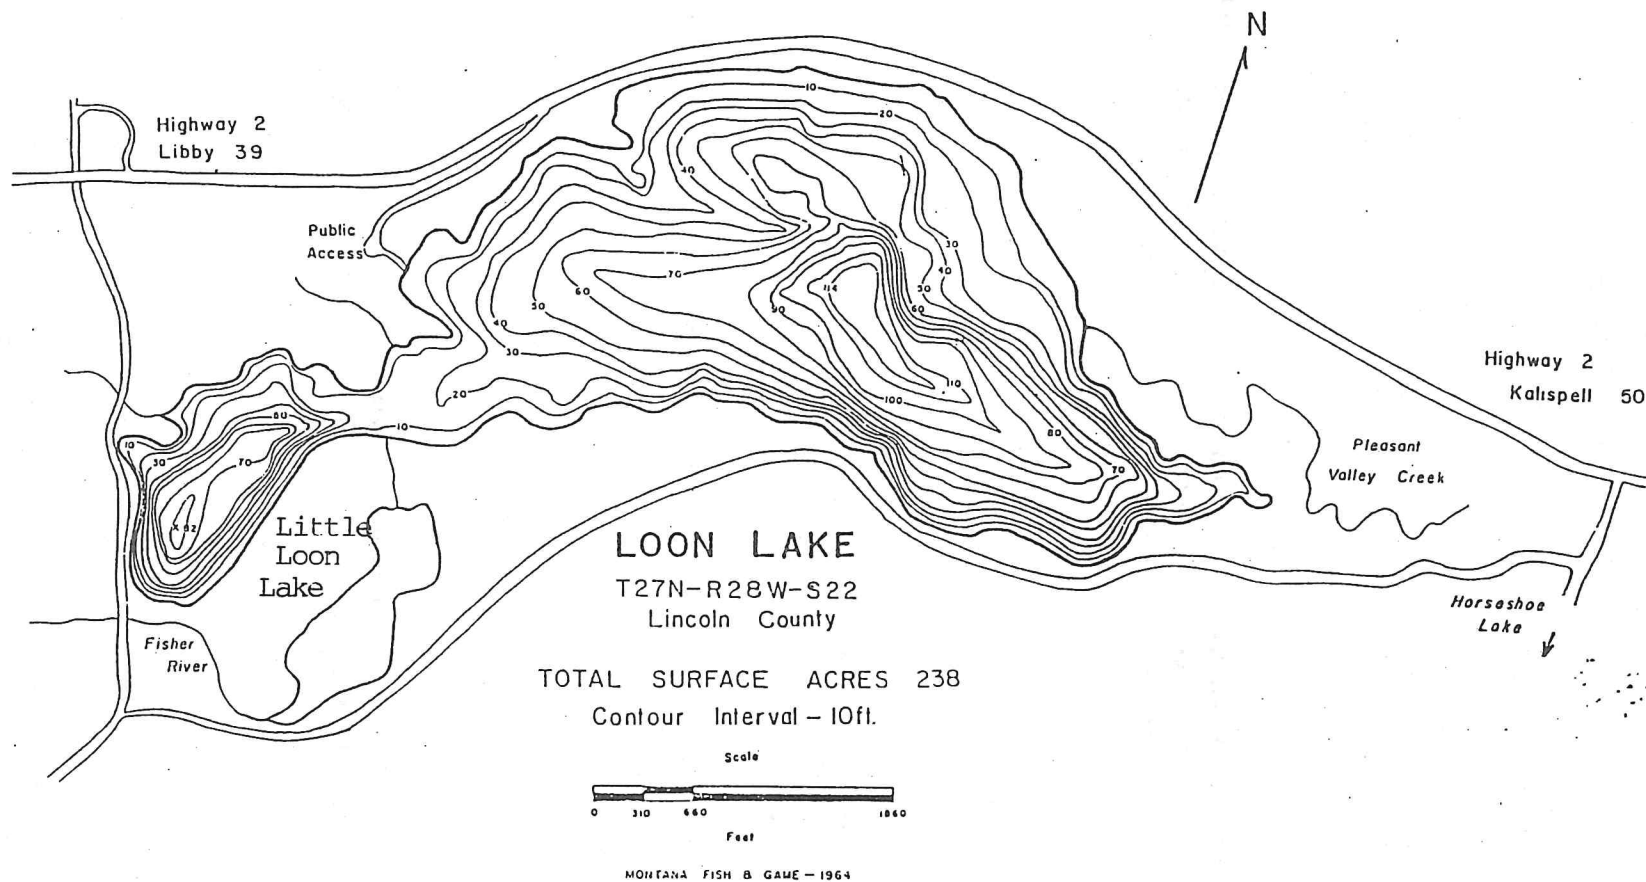 N
Highway 2
Libby 39
Public
Access
10
20
40
30
40
50
60
70
114
90
60
50
40
30
20
10
110
100
80
70
Highway 2
Kalispell 50
Pleasant
Valley Creek
60
10
30
70
x 82
Little
Loon
Lake
Fisher
River
Horseshoe
Lake
LOON LAKE
T27N-R28W-S22
Lincoln County
TOTAL SURFACE ACRES 238
Contour Interval - 10ft.
Scale
0 310 660 1860
Feet
MONTANA FISH & GAME - 1964